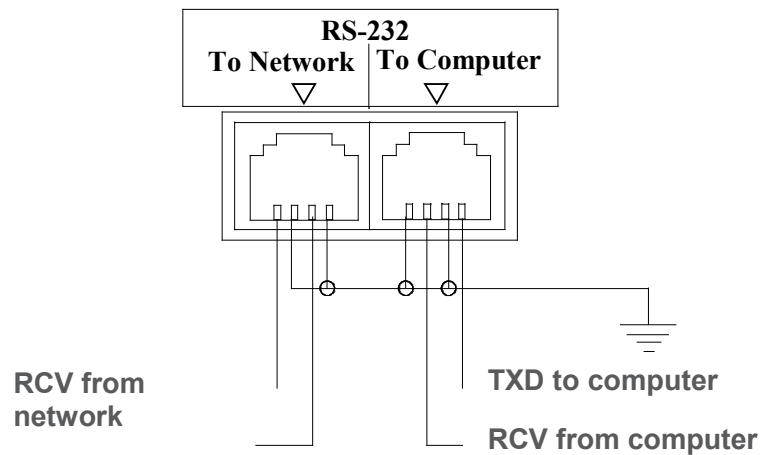 RS-232
To Network To Computer
RCV from
network
TXD to computer
RCV from computer